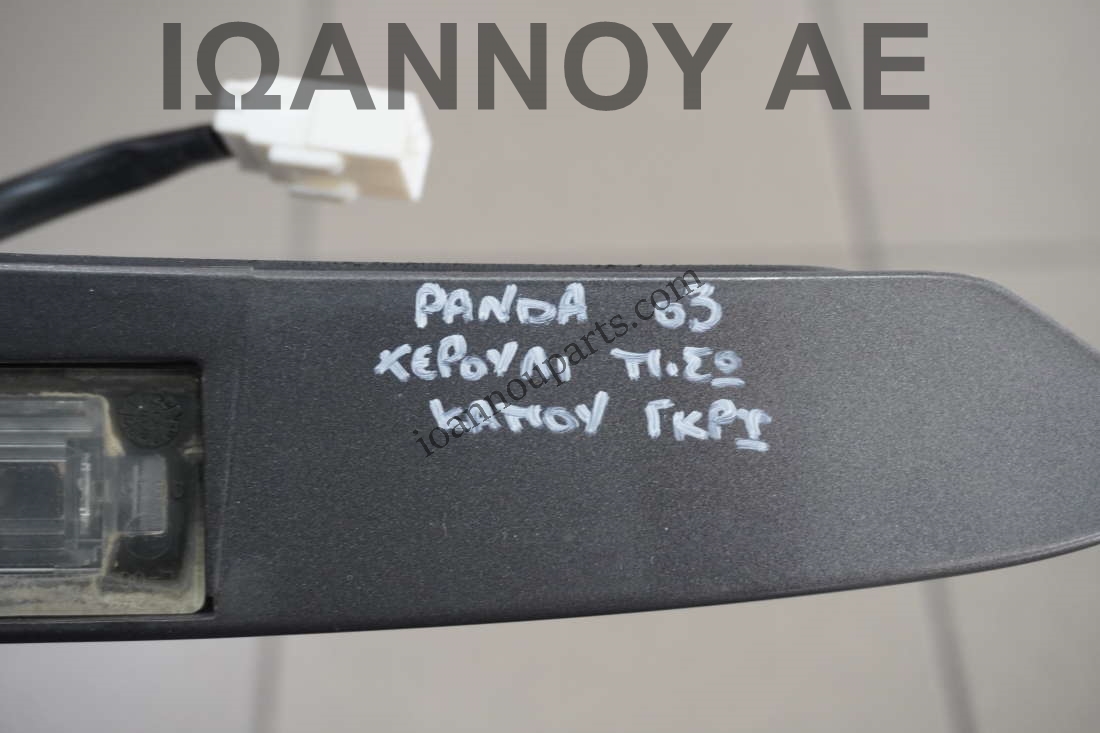 ΙΩΑΝΝΟΥ ΑΕ
PANDA 03
ΧΕΡΟΥΛΙ ΠΙΣΩ
ΚΑΠΟΥ ΓΚΡΙ
ioannouparts.com